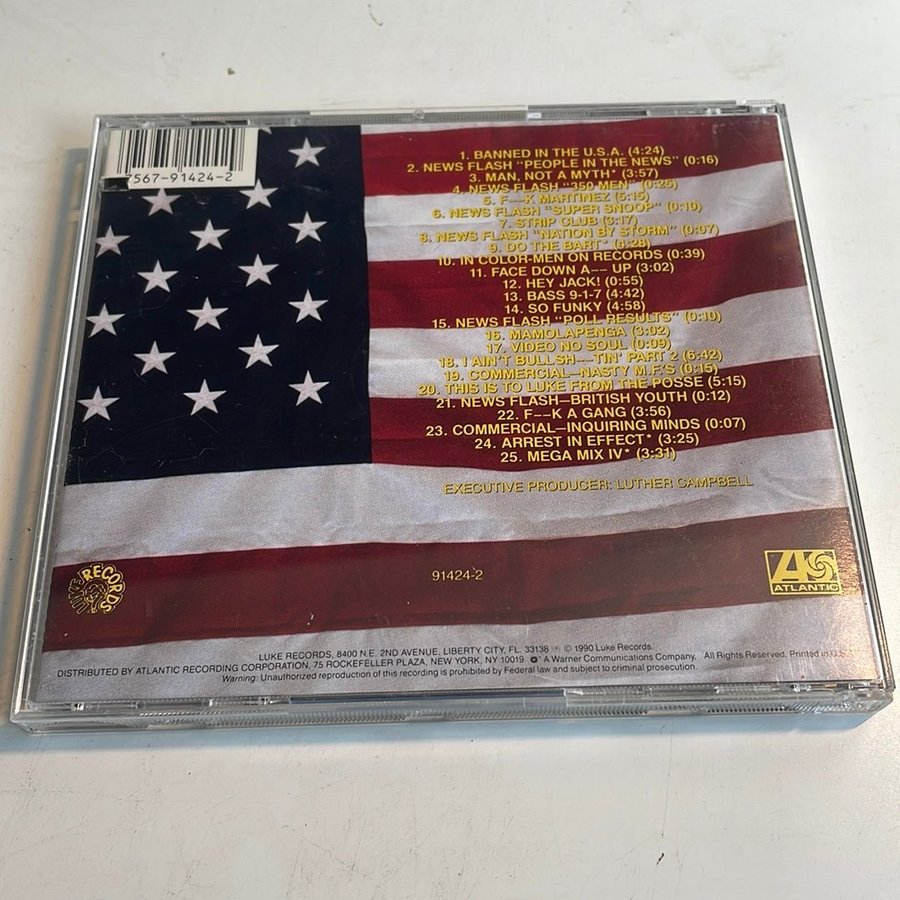 7567-91424-2
1. BANNED IN THE U.S.A. (4:24)
2. NEWS FLASH "PEOPLE IN THE NEWS" (0:16)
3. MAN, NOT A MYTH* (3:57)
4. NEWS FLASH "350 MEN" (0:25)
5. F--K MARTINEZ (5:15)
6. NEWS FLASH "SUPER SNOOP" (0:10)
7. STRIP CLUB (3:17)
8. NEWS FLASH "NATION BY STORM" (0:07)
9. DO THE BART* (4:28)
10. IN COLOR-MEN ON RECORDS (0:39)
11. FACE DOWN A-- UP (3:02)
12. HEY JACK! (0:55)
13. BASS 9-1-7 (4:42)
14. SO FUNKY (4:58)
15. NEWS FLASH "POLL RESULTS" (0:10)
16. MAMOLAPENGA (3:02)
17. VIDEO NO SOUL (0:09)
18. I AIN'T BULLSH--TIN' PART 2 (6:42)
19. COMMERCIAL—NASTY M.F.'S (0:15)
20. THIS IS TO LUKE FROM THE POSSE (5:15)
21. NEWS FLASH—BRITISH YOUTH (0:12)
22. F--K A GANG (3:56)
23. COMMERCIAL—INQUIRING MINDS (0:07)
24. ARREST IN EFFECT* (3:25)
25. MEGA MIX IV* (3:31)
EXECUTIVE PRODUCER: LUTHER CAMPBELL
LUKE RECORDS
91424-2
ATLANTIC
LUKE RECORDS, 8400 N.E. 2ND AVENUE, LIBERTY CITY, FL. 33138 ℗ © 1990 Luke Records.
DISTRIBUTED BY ATLANTIC RECORDING CORPORATION, 75 ROCKEFELLER PLAZA, NEW YORK, NY 10019 A Warner Communications Company. All Rights Reserved. Printed in U.S.
Warning: Unauthorized reproduction of this recording is prohibited by Federal law and subject to criminal prosecution.